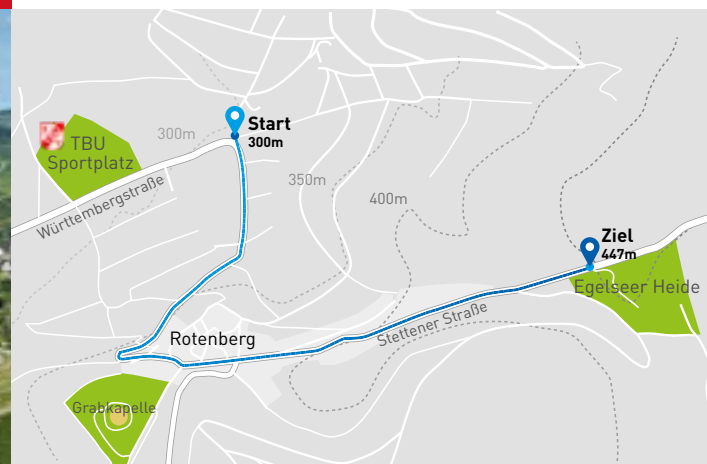 Start
300m
300m
TBU
Sportplatz
Württembergstraße
350m
400m
Ziel
447m
Egelseer Heide
Stettener Straße
Rotenberg
Grabkapelle